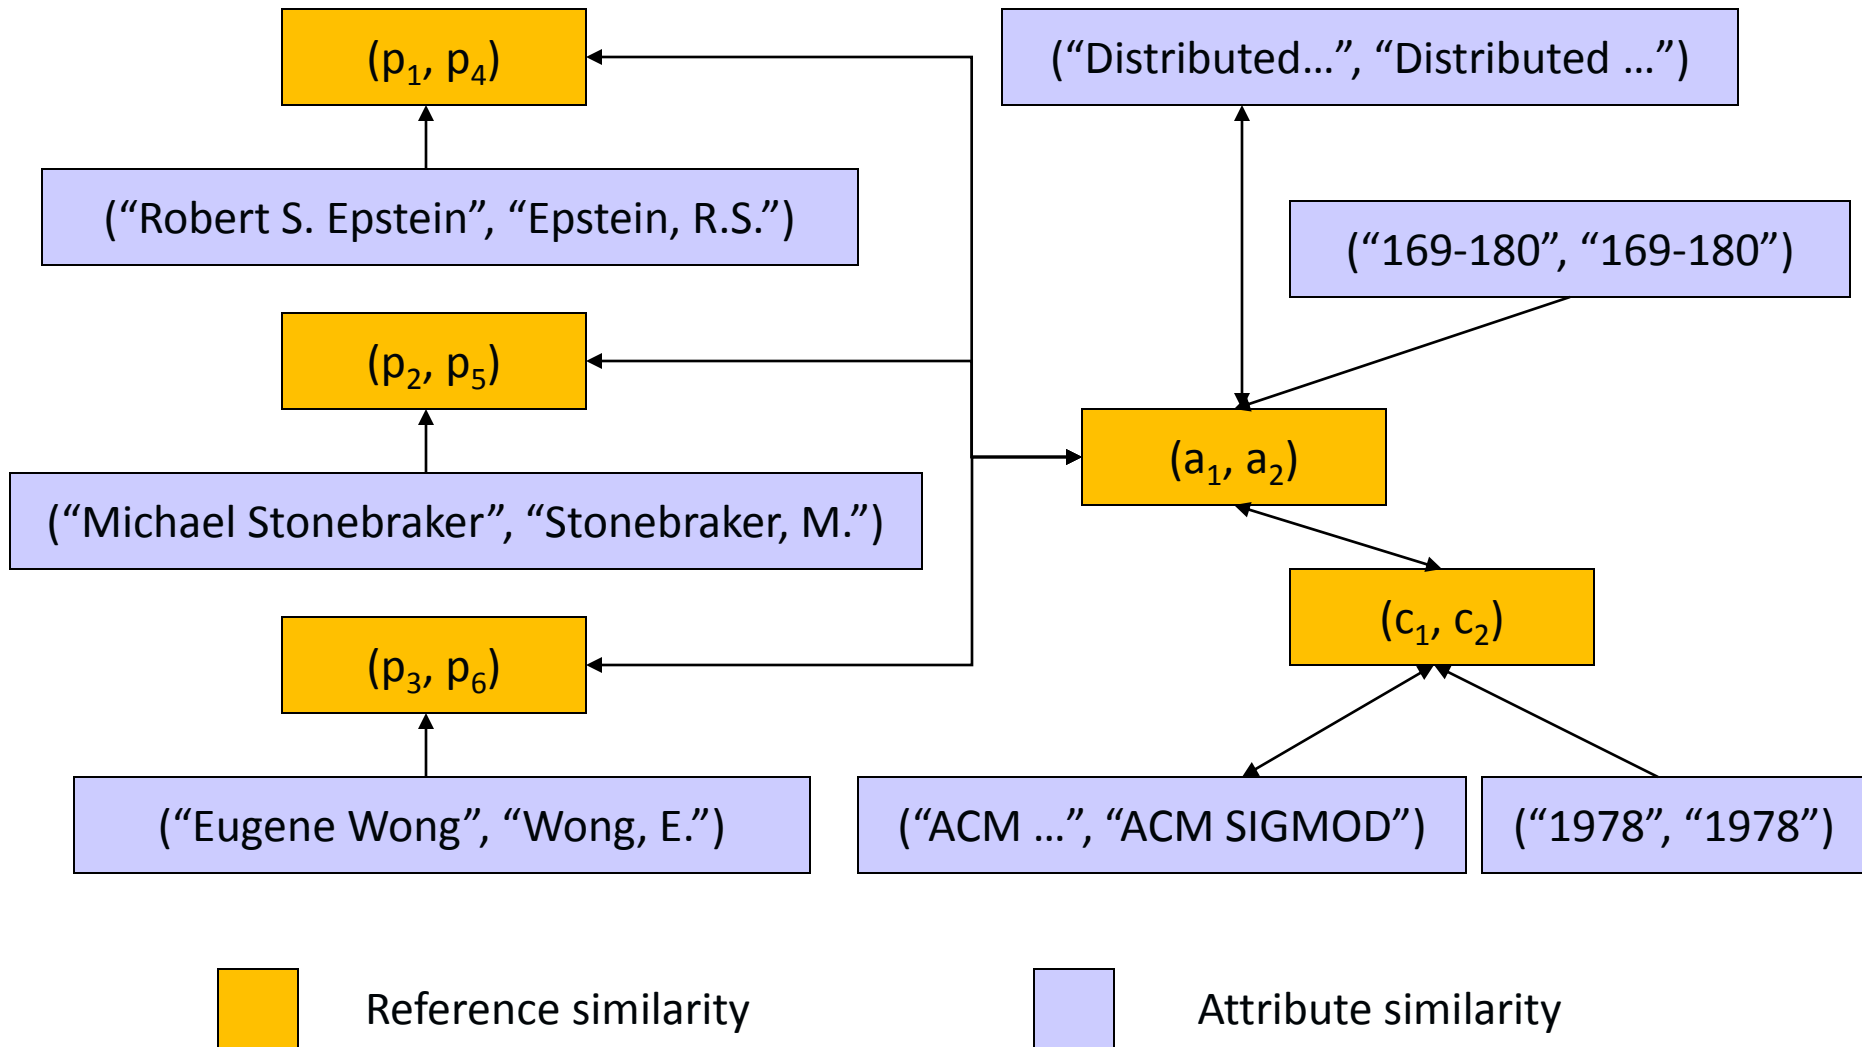 (p₁, p₄)
(“Distributed…”, “Distributed …”)
(“Robert S. Epstein”, “Epstein, R.S.”)
(“169-180”, “169-180”)
(p₂, p₅)
(a₁, a₂)
(“Michael Stonebraker”, “Stonebraker, M.”)
(c₁, c₂)
(p₃, p₆)
(“Eugene Wong”, “Wong, E.”)
(“ACM …”, “ACM SIGMOD”)
(“1978”, “1978”)
Reference similarity
Attribute similarity